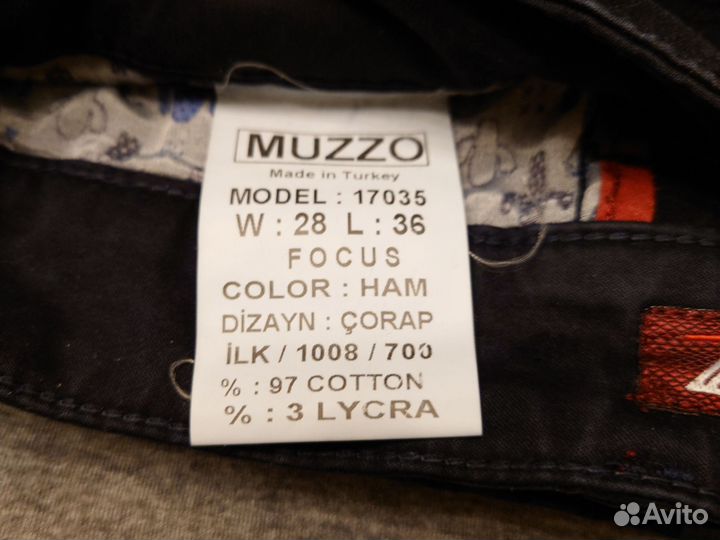 MUZZO
Made in Turkey
MODEL : 17035
W : 28 L : 36
FOCUS
COLOR : HAM
DİZAYN : ÇORAP
İLK / 1008 / 700
% : 97 COTTON
% : 3 LYCRA
Avito